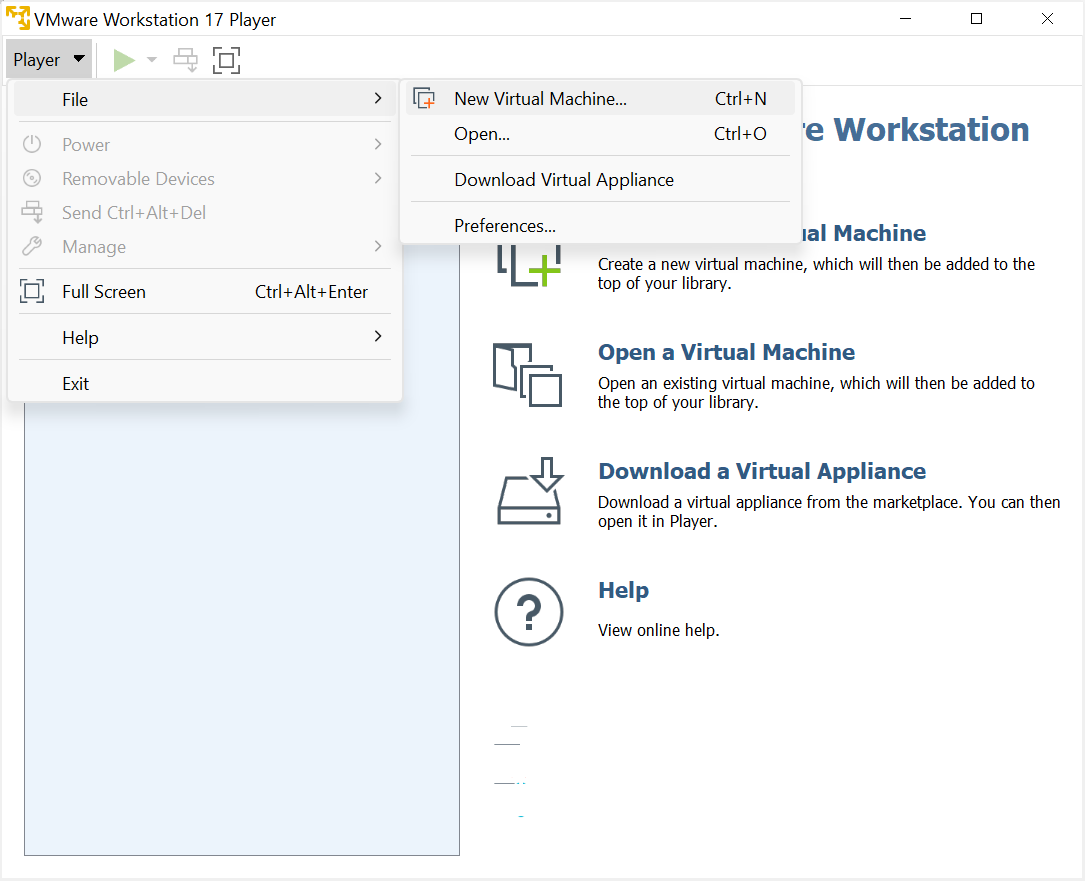 VMware Workstation 17 Player
Player
File
New Virtual Machine... Ctrl+N
Open... Ctrl+O
Download Virtual Appliance
Preferences...
Power
Removable Devices
Send Ctrl+Alt+Del
Manage
Full Screen Ctrl+Alt+Enter
Help
Exit
Workstation
Machine
Create a new virtual machine, which will then be added to the
top of your library.
Open a Virtual Machine
Open an existing virtual machine, which will then be added to
the top of your library.
Download a Virtual Appliance
Download a virtual appliance from the marketplace. You can then
open it in Player.
Help
View online help.